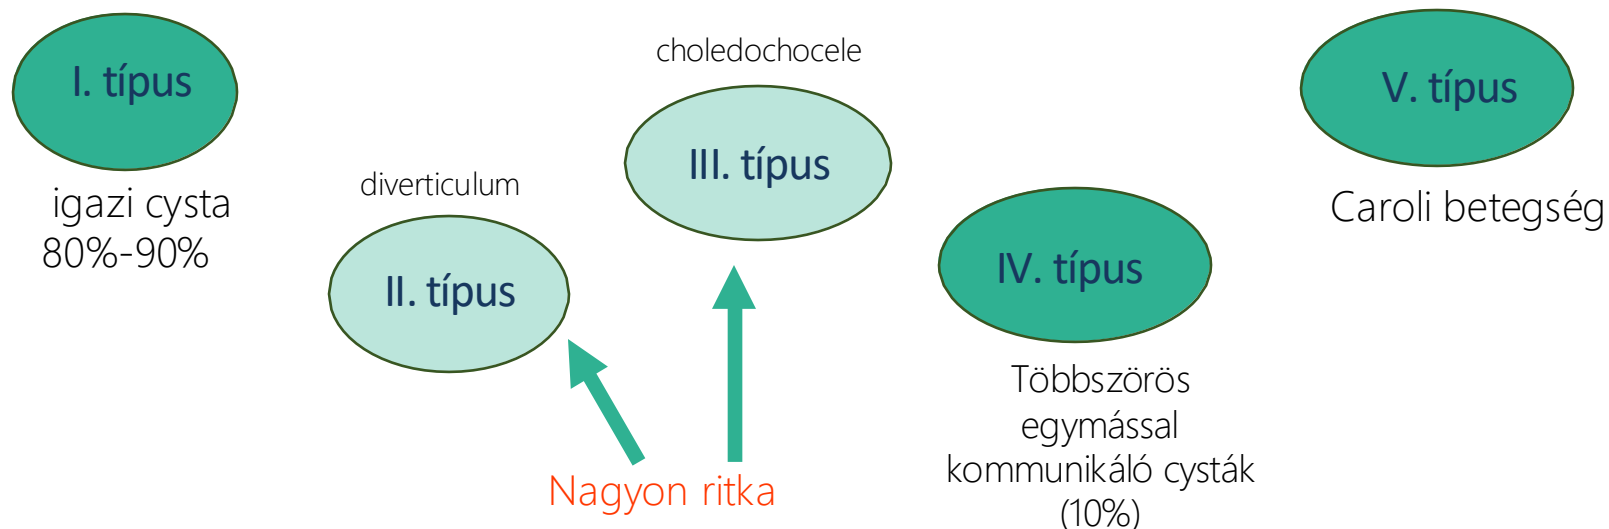 I. típus
igazi cysta
80%-90%
diverticulum
II. típus
choledochocele
III. típus
Nagyon ritka
IV. típus
Többszörös
egymással
kommunikáló cysták
(10%)
V. típus
Caroli betegség